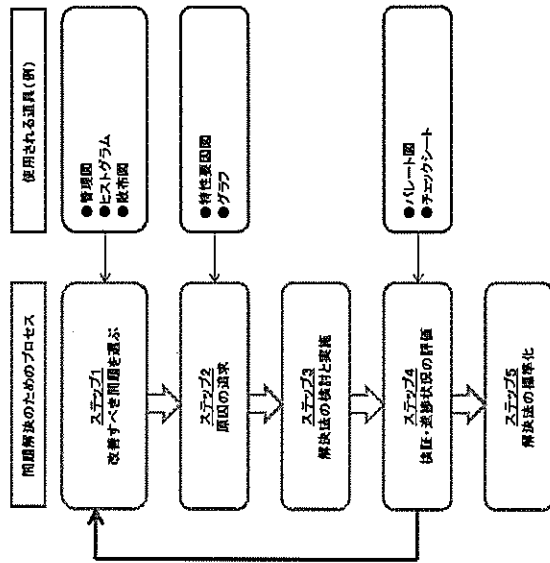 問題解決のためのプロセス
使用される道具(例)
ステップ1
改善すべき問題を選ぶ
●管理図
●ヒストグラム
●散布図
ステップ2
原因の追求
●特性要因図
●グラフ
ステップ3
解決法の検討と実施
ステップ4
検証・進捗状況の評価
●パレート図
●チェックシート
ステップ5
解決法の標準化